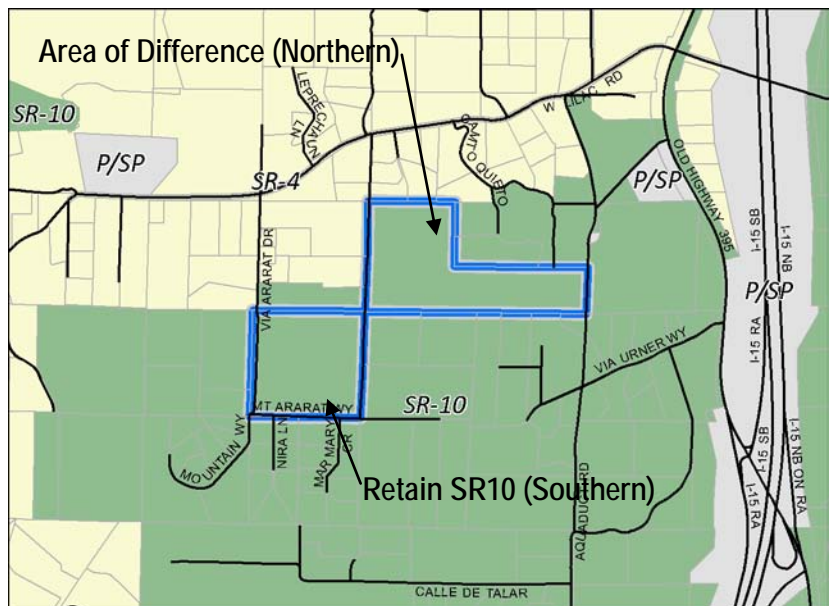 Area of Difference (Northern)
LEPRECHAUN
LN
W LILAC RD
SR-10
CAMTO QUIETO
P/SP
SR-4
P/SP
OLD HIGHWAY 395
VIA ARARAT DR
I-15 SB
I-15 NB
P/SP
I-15 RA
VIA URNER WY
MT ARARAT WY
SR-10
MOUNTAIN WY
NIRA LN
MAR MARY
CR
I-15 SB
I-15 NB ON RA
Retain SR10 (Southern)
AQUADUCT RD
I-15 RA
CALLE DE TALAR